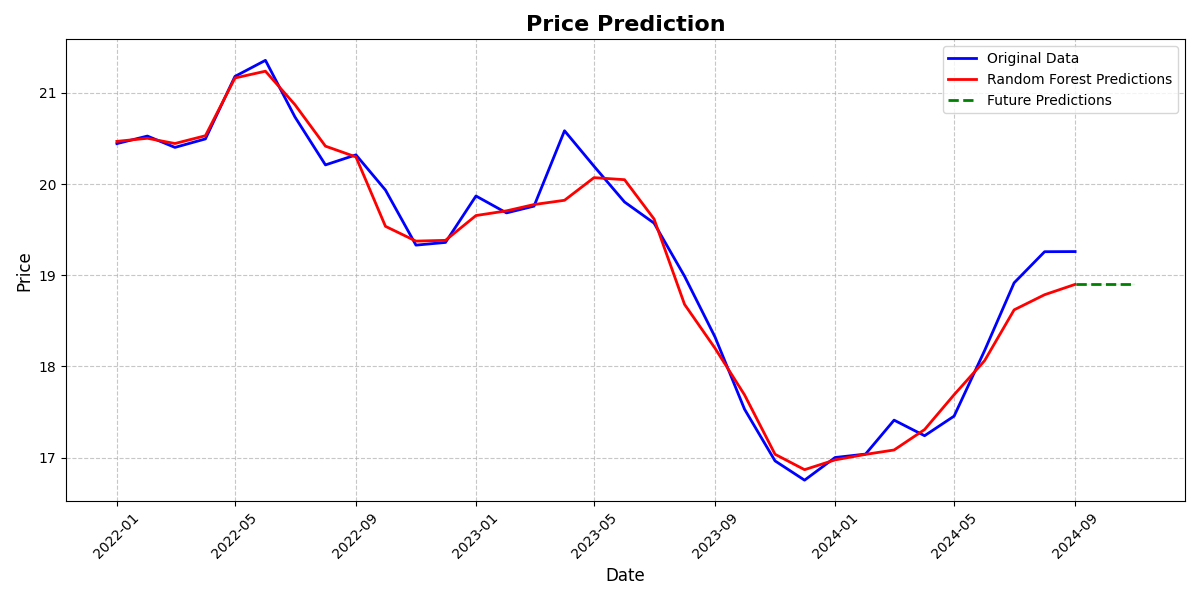 Price Prediction
Original Data
Random Forest Predictions
Future Predictions
Price
21
20
19
18
17
2022-01
2022-05
2022-09
2023-01
2023-05
2023-09
2024-01
2024-05
2024-09
Date